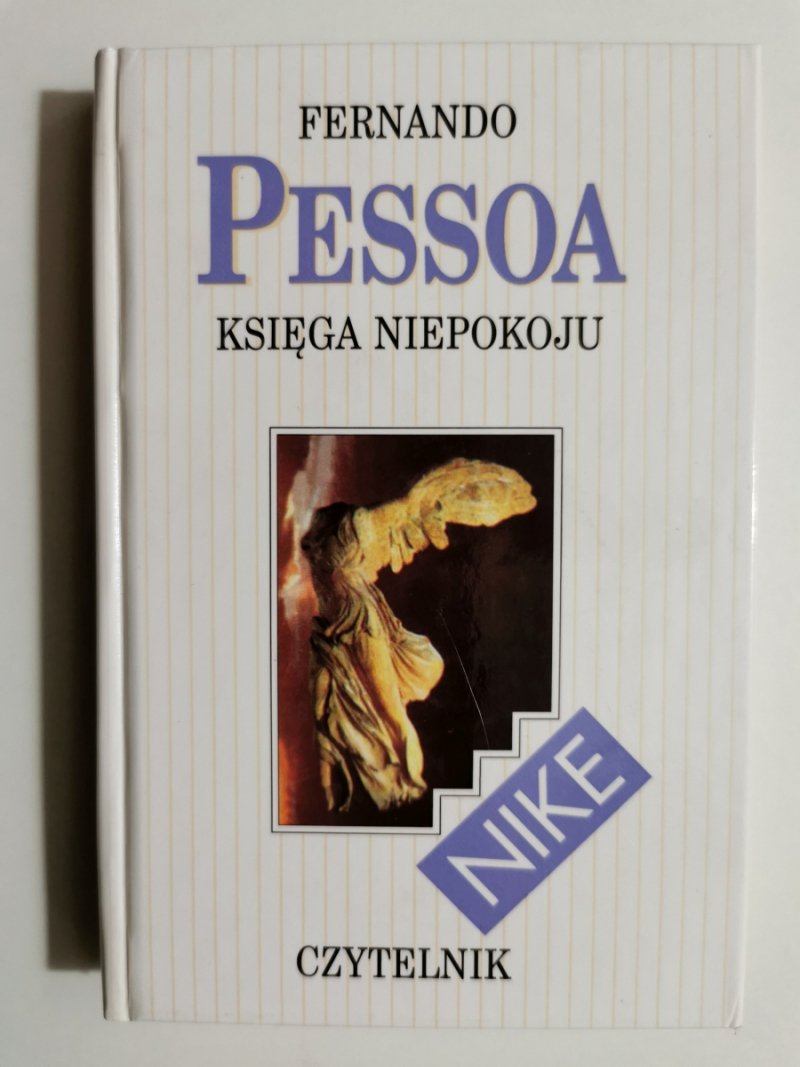 FERNANDO
PESSOA
KSIĘGA NIEPOKOJU
NIKE
CZYTELNIK